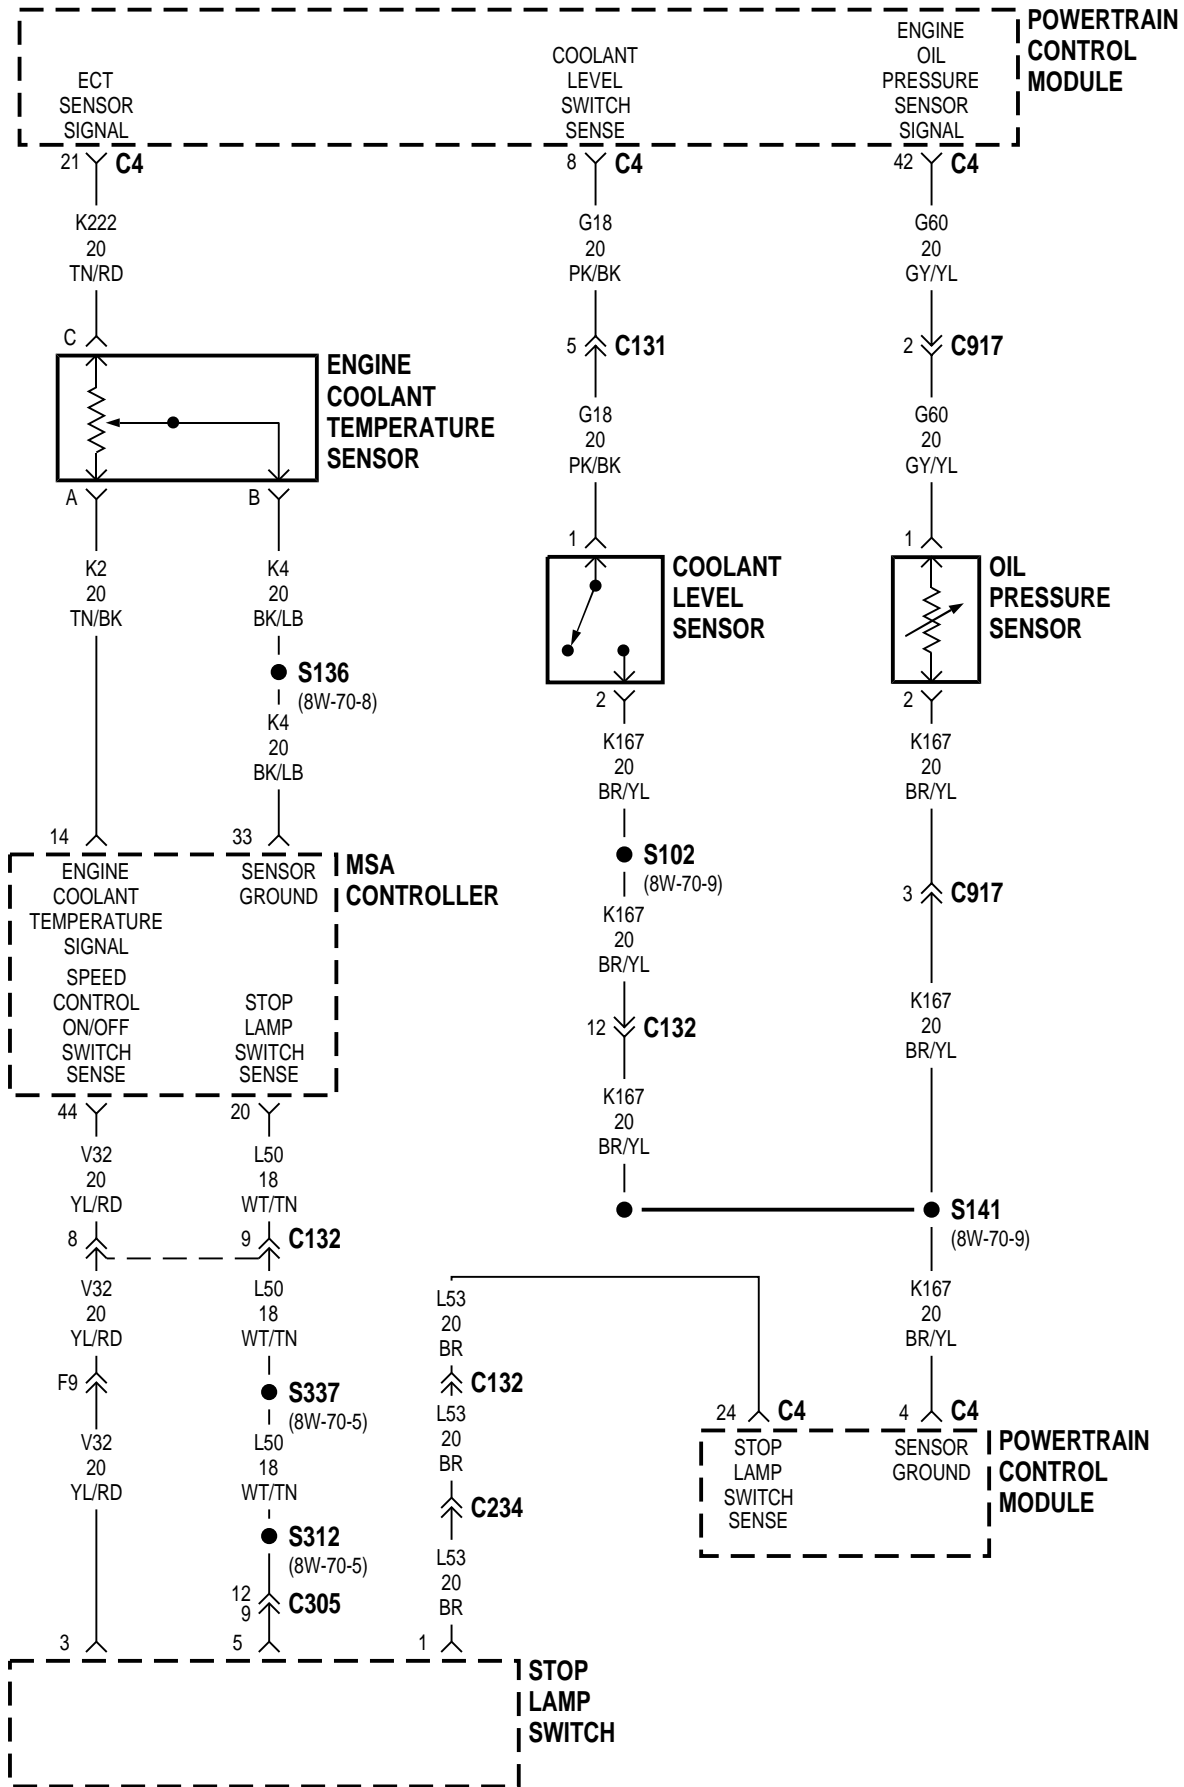 POWERTRAIN
CONTROL
MODULE
ECT
SENSOR
SIGNAL
COOLANT
LEVEL
SWITCH
SENSE
ENGINE
OIL
PRESSURE
SENSOR
SIGNAL
21 C4
8 C4
42 C4
K222
20
TN/RD
G18
20
PK/BK
G60
20
GY/YL
C
5 C131
2 C917
ENGINE
COOLANT
TEMPERATURE
SENSOR
G18
20
PK/BK
G60
20
GY/YL
A
B
1
1
K2
20
TN/BK
K4
20
BK/LB
COOLANT
LEVEL
SENSOR
OIL
PRESSURE
SENSOR
S136
(8W-70-8)
2
2
K4
20
BK/LB
K167
20
BR/YL
K167
20
BR/YL
14
33
S102
(8W-70-9)
3 C917
MSA
CONTROLLER
ENGINE
COOLANT
TEMPERATURE
SIGNAL
SENSOR
GROUND
K167
20
BR/YL
SPEED
CONTROL
ON/OFF
SWITCH
SENSE
STOP
LAMP
SWITCH
SENSE
12 C132
K167
20
BR/YL
44
20
K167
20
BR/YL
V32
20
YL/RD
L50
18
WT/TN
S141
(8W-70-9)
8
9 C132
V32
20
YL/RD
L50
18
WT/TN
L53
20
BR
K167
20
BR/YL
F9
S337
(8W-70-5)
C132
24 C4
4 C4
V32
20
YL/RD
L50
18
WT/TN
L53
20
BR
STOP
LAMP
SWITCH
SENSE
SENSOR
GROUND
POWERTRAIN
CONTROL
MODULE
C234
S312
(8W-70-5)
L53
20
BR
12
9
C305
3
5
1
STOP
LAMP
SWITCH